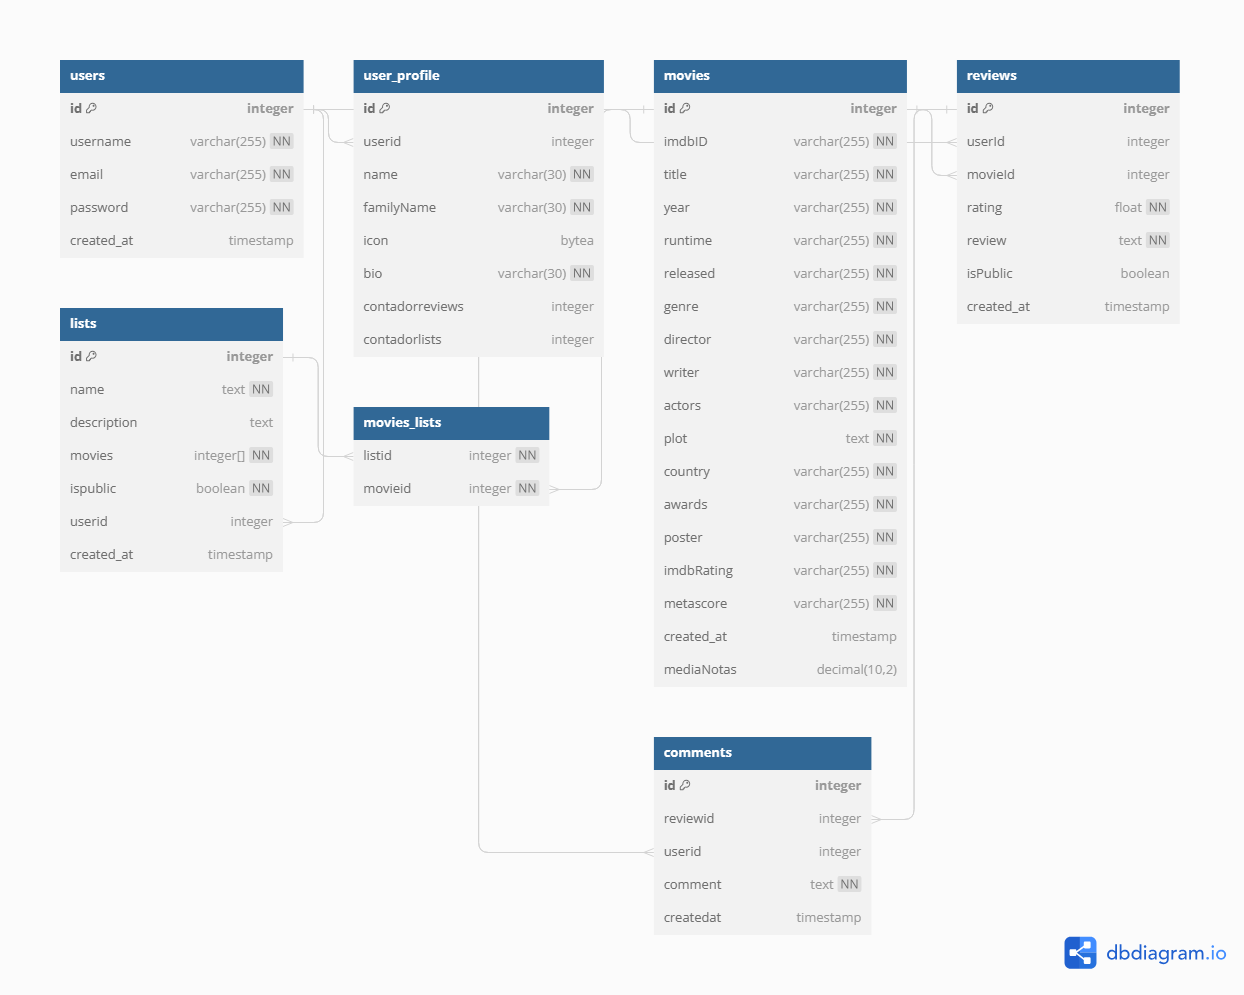 users
id integer
username varchar(255) NN
email varchar(255) NN
password varchar(255) NN
created_at timestamp
user_profile
id integer
userid integer
name varchar(30) NN
familyName varchar(30) NN
icon bytea
bio varchar(30) NN
contadorreviews integer
contadorlists integer
movies
id integer
imdbID varchar(255) NN
title varchar(255) NN
year varchar(255) NN
runtime varchar(255) NN
released varchar(255) NN
genre varchar(255) NN
director varchar(255) NN
writer varchar(255) NN
actors varchar(255) NN
plot text NN
country varchar(255) NN
awards varchar(255) NN
poster varchar(255) NN
imdbRating varchar(255) NN
metascore varchar(255) NN
created_at timestamp
mediaNotas decimal(10,2)
reviews
id integer
userId integer
movieId integer
rating float NN
review text NN
isPublic boolean
created_at timestamp
lists
id integer
name text NN
description text
movies integer[] NN
ispublic boolean NN
userid integer
created_at timestamp
movies_lists
listid integer NN
movieid integer NN
comments
id integer
reviewid integer
userid integer
comment text NN
createdat timestamp
dbdiagram.io